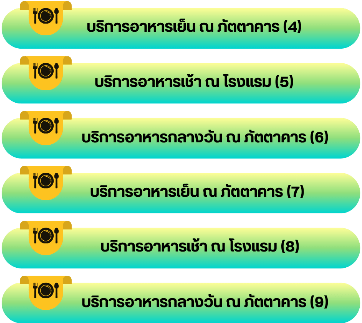 บริการอาหารเย็น ณ ภัตตาคาร (4)
บริการอาหารเช้า ณ โรงแรม (5)
บริการอาหารกลางวัน ณ ภัตตาคาร (6)
บริการอาหารเย็น ณ ภัตตาคาร (7)
บริการอาหารเช้า ณ โรงแรม (8)
บริการอาหารกลางวัน ณ ภัตตาคาร (9)